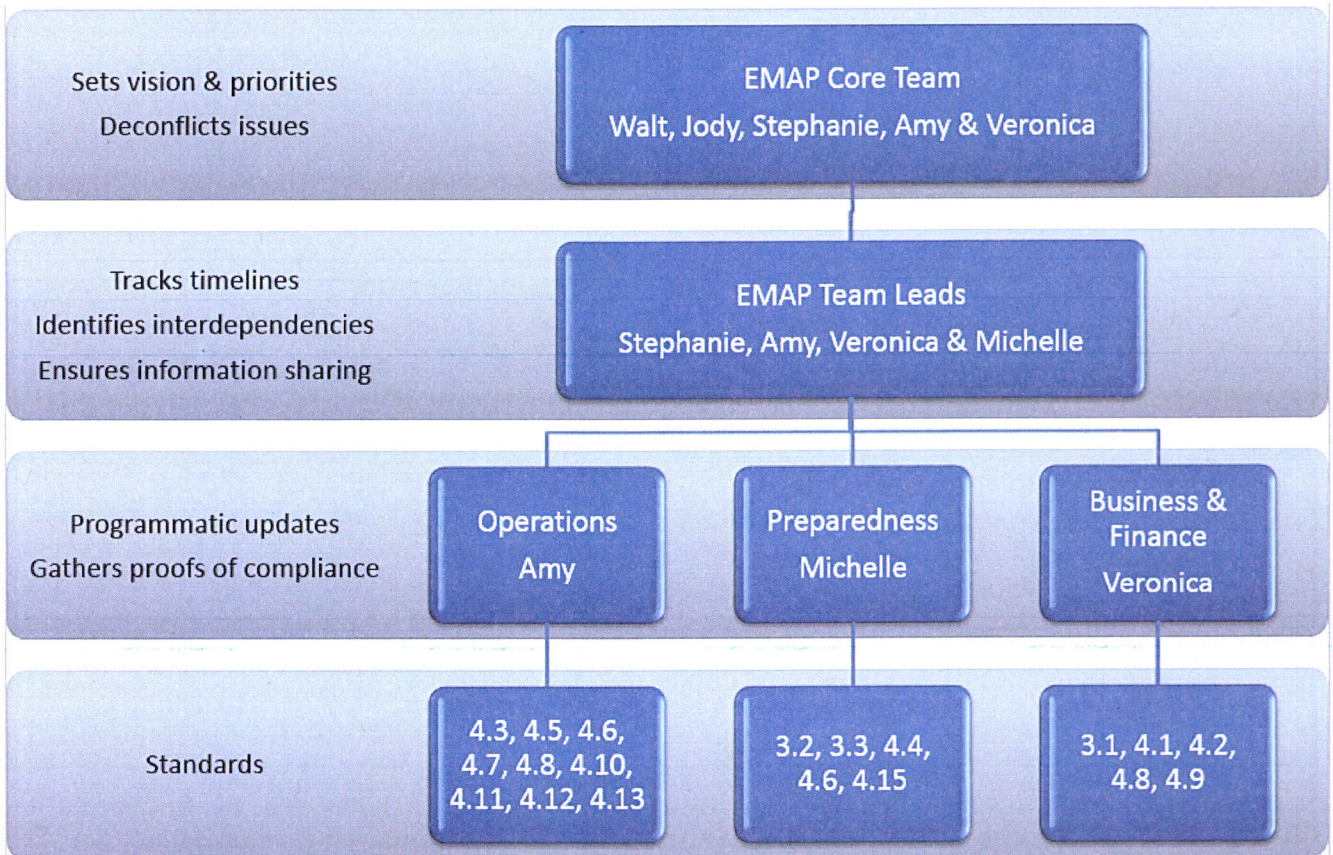 Sets vision & priorities
Deconflicts issues
EMAP Core Team
Walt, Jody, Stephanie, Amy & Veronica
Tracks timelines
Identifies interdependencies
Ensures information sharing
EMAP Team Leads
Stephanie, Amy, Veronica & Michelle
Programmatic updates
Gathers proofs of compliance
Operations
Amy
Preparedness
Michelle
Business &
Finance
Veronica
Standards
4.3, 4.5, 4.6,
4.7, 4.8, 4.10,
4.11, 4.12, 4.13
3.2, 3.3, 4.4,
4.6, 4.15
3.1, 4.1, 4.2,
4.8, 4.9